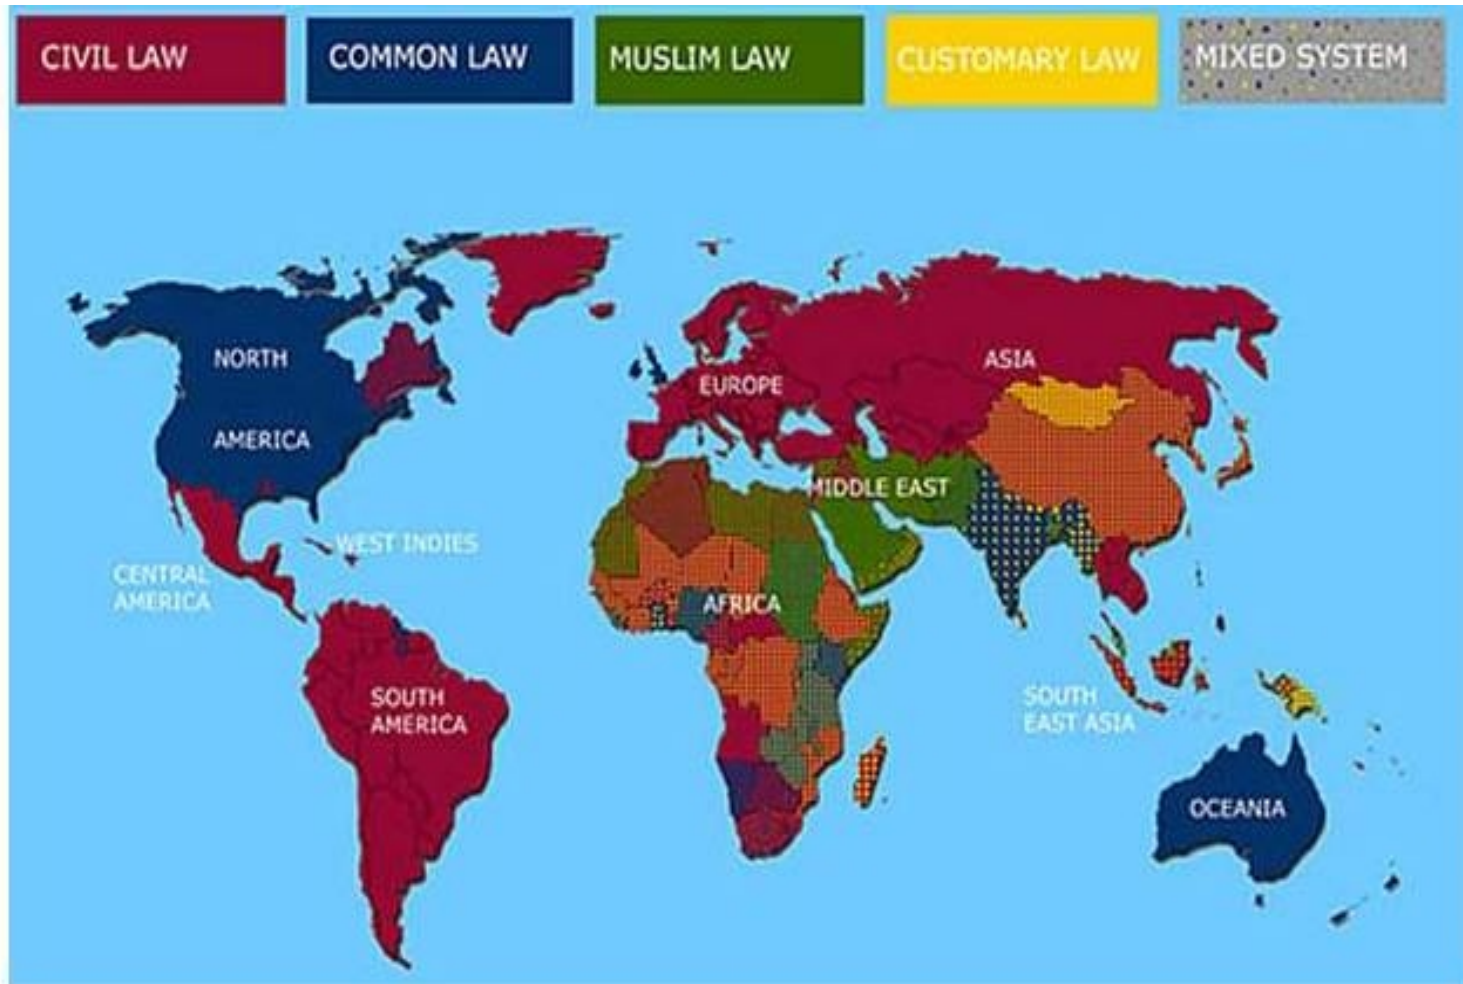 CIVIL LAW
COMMON LAW
MUSLIM LAW
CUSTOMARY LAW
MIXED SYSTEM
NORTH
AMERICA
EUROPE
ASIA
MIDDLE EAST
WEST INDIES
CENTRAL
AMERICA
AFRICA
SOUTH
AMERICA
SOUTH
EAST ASIA
OCEANIA